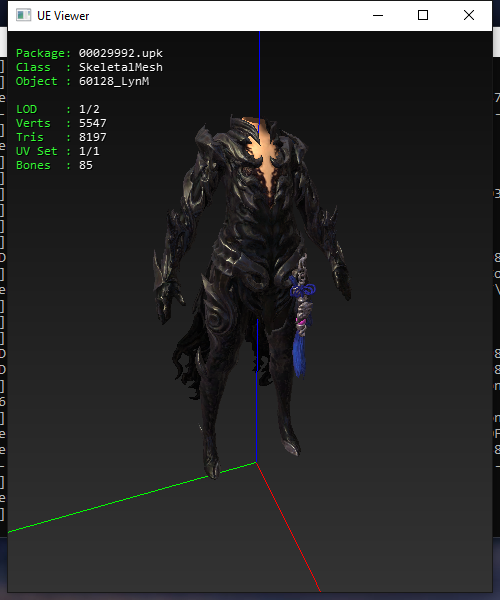 UE Viewer
Package: 00029992.upk
Class : SkeletalMesh
Object : 60128_LynM
LOD : 1/2
Verts : 5547
Tris : 8197
UV Set : 1/1
Bones : 85